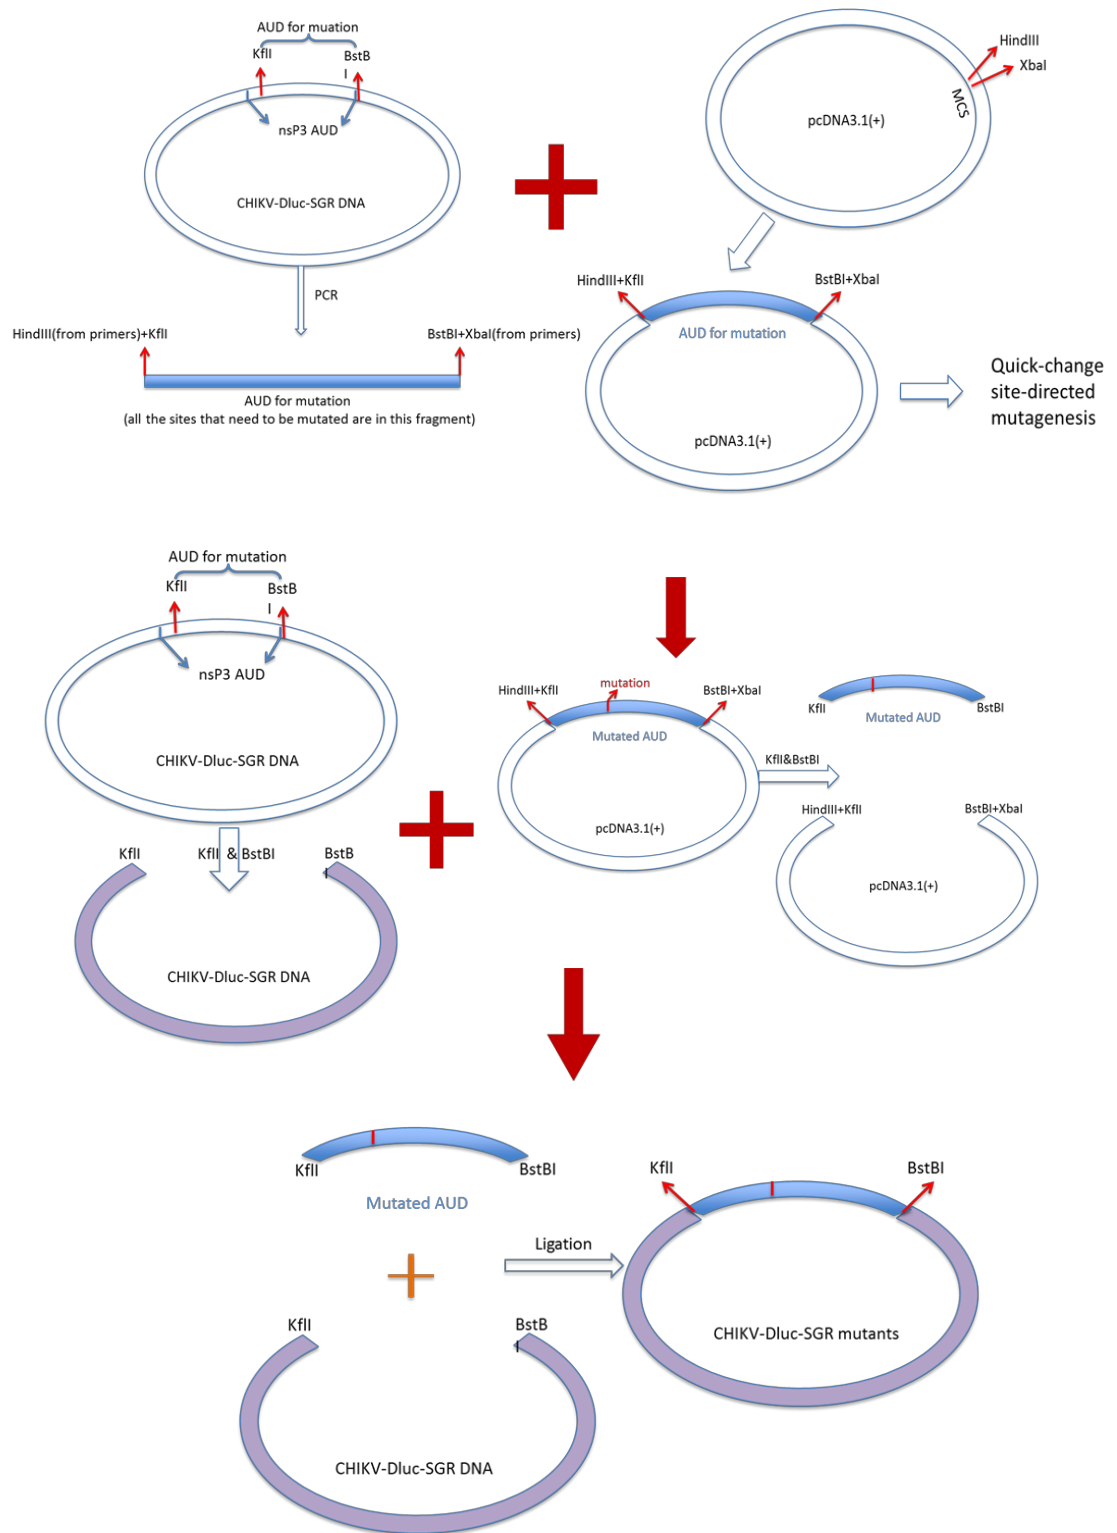 AUD for muation
KflI
BstB
I
nsP3 AUD
CHIKV-Dluc-SGR DNA
PCR
HindIII(from primers)+KflI
BstBI+XbaI(from primers)
AUD for mutation
(all the sites that need to be mutated are in this fragment)
HindIII
XbaI
MCS
pcDNA3.1(+)
HindIII+KflI
BstBI+XbaI
AUD for mutation
pcDNA3.1(+)
Quick-change
site-directed
mutagenesis
AUD for mutation
KflI
BstB
I
nsP3 AUD
CHIKV-Dluc-SGR DNA
KflI & BstBI
KflI
BstB
I
CHIKV-Dluc-SGR DNA
HindIII+KflI
mutation
BstBI+XbaI
Mutated AUD
pcDNA3.1(+)
KflI&BstBI
KflI
BstBI
Mutated AUD
HindIII+KflI
BstBI+XbaI
pcDNA3.1(+)
KflI
BstBI
Mutated AUD
Ligation
KflI
BstB
I
CHIKV-Dluc-SGR DNA
KflI
BstBI
CHIKV-Dluc-SGR mutants